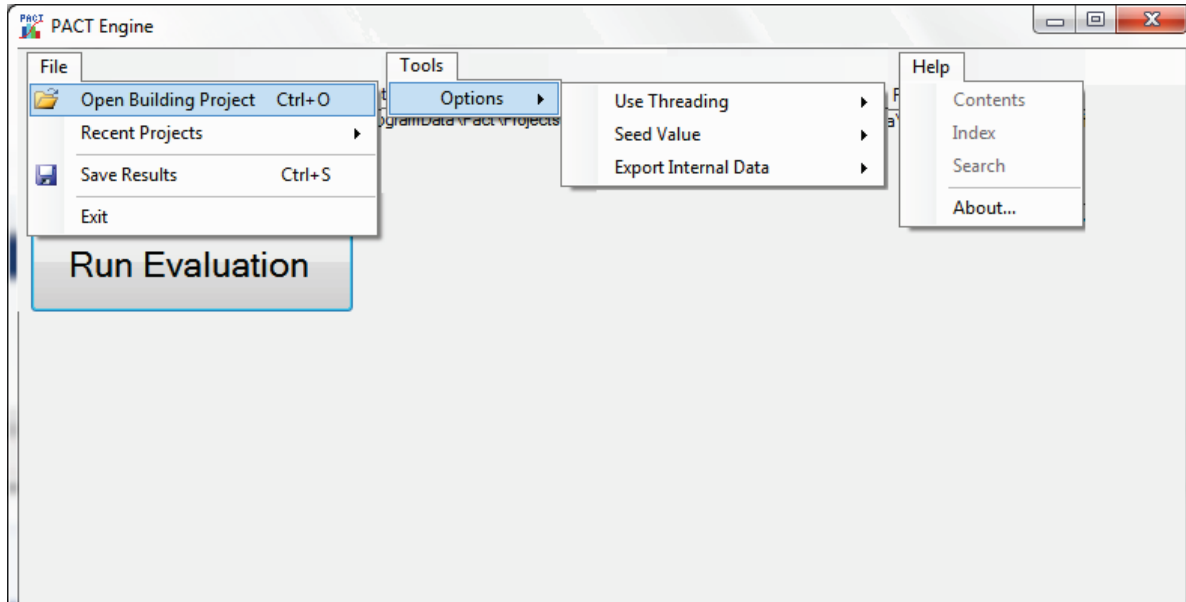 PACT PACT Engine
File
Open Building Project Ctrl+O
Recent Projects
Save Results Ctrl+S
Exit
Run Evaluation
Tools
Options
Use Threading
Seed Value
Export Internal Data
Help
Contents
Index
Search
About...